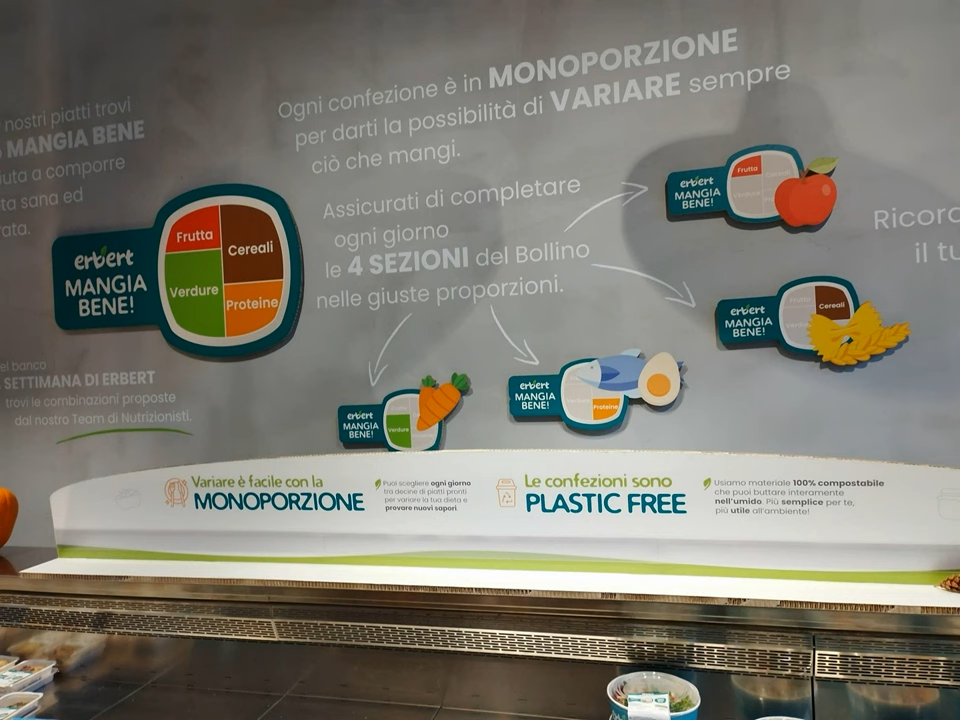 nostri piatti trovi
MANGIA BENE
a comporre
sana ed
erbert
MANGIA
BENE!
Frutta
Cereali
Verdure
Proteine
banco
SETTIMANA DI ERBERT
trovi le combinazioni proposte
dal nostro Team di Nutrizionisti.
Ogni confezione è in MONOPORZIONE
per darti la possibilità di VARIARE sempre
ciò che mangi.
Assicurati di completare
ogni giorno
le 4 SEZIONI del Bollino
nelle giuste proporzioni.
erbert
MANGIA
BENE!
Frutta
Cereali
Verdure
erbert
MANGIA
BENE!
Frutta
Cereali
erbert
MANGIA
BENE!
Verdure
erbert
MANGIA
BENE!
Verdure
Proteine
il
Variare è facile con la
MONOPORZIONE
Puoi scegliere ogni giorno
tra decine di piatti pronti
per variare la tua dieta e
provare nuovi sapori.
Le confezioni sono
PLASTIC FREE
Usiamo materiale 100% compostabile
che puoi buttare interamente
nell'umido. Più semplice per te,
più utile all'ambiente!